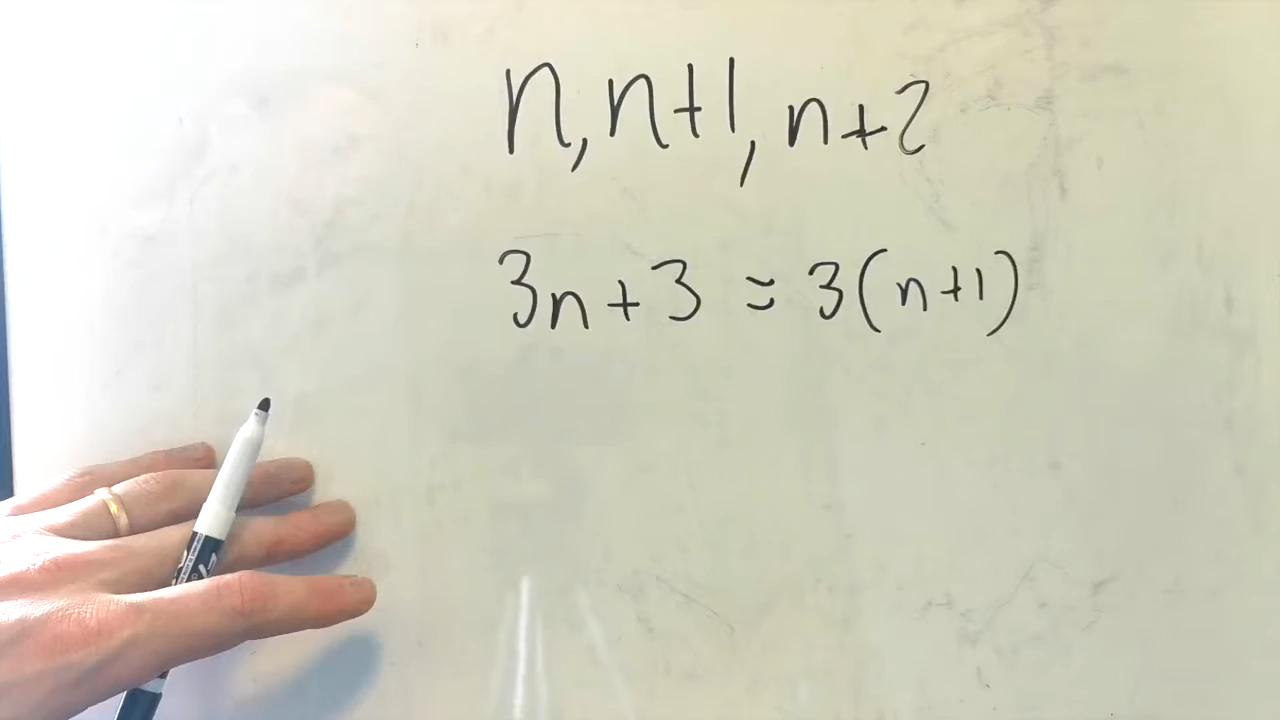 n, n+1, n+2
3n+3 = 3(n+1)